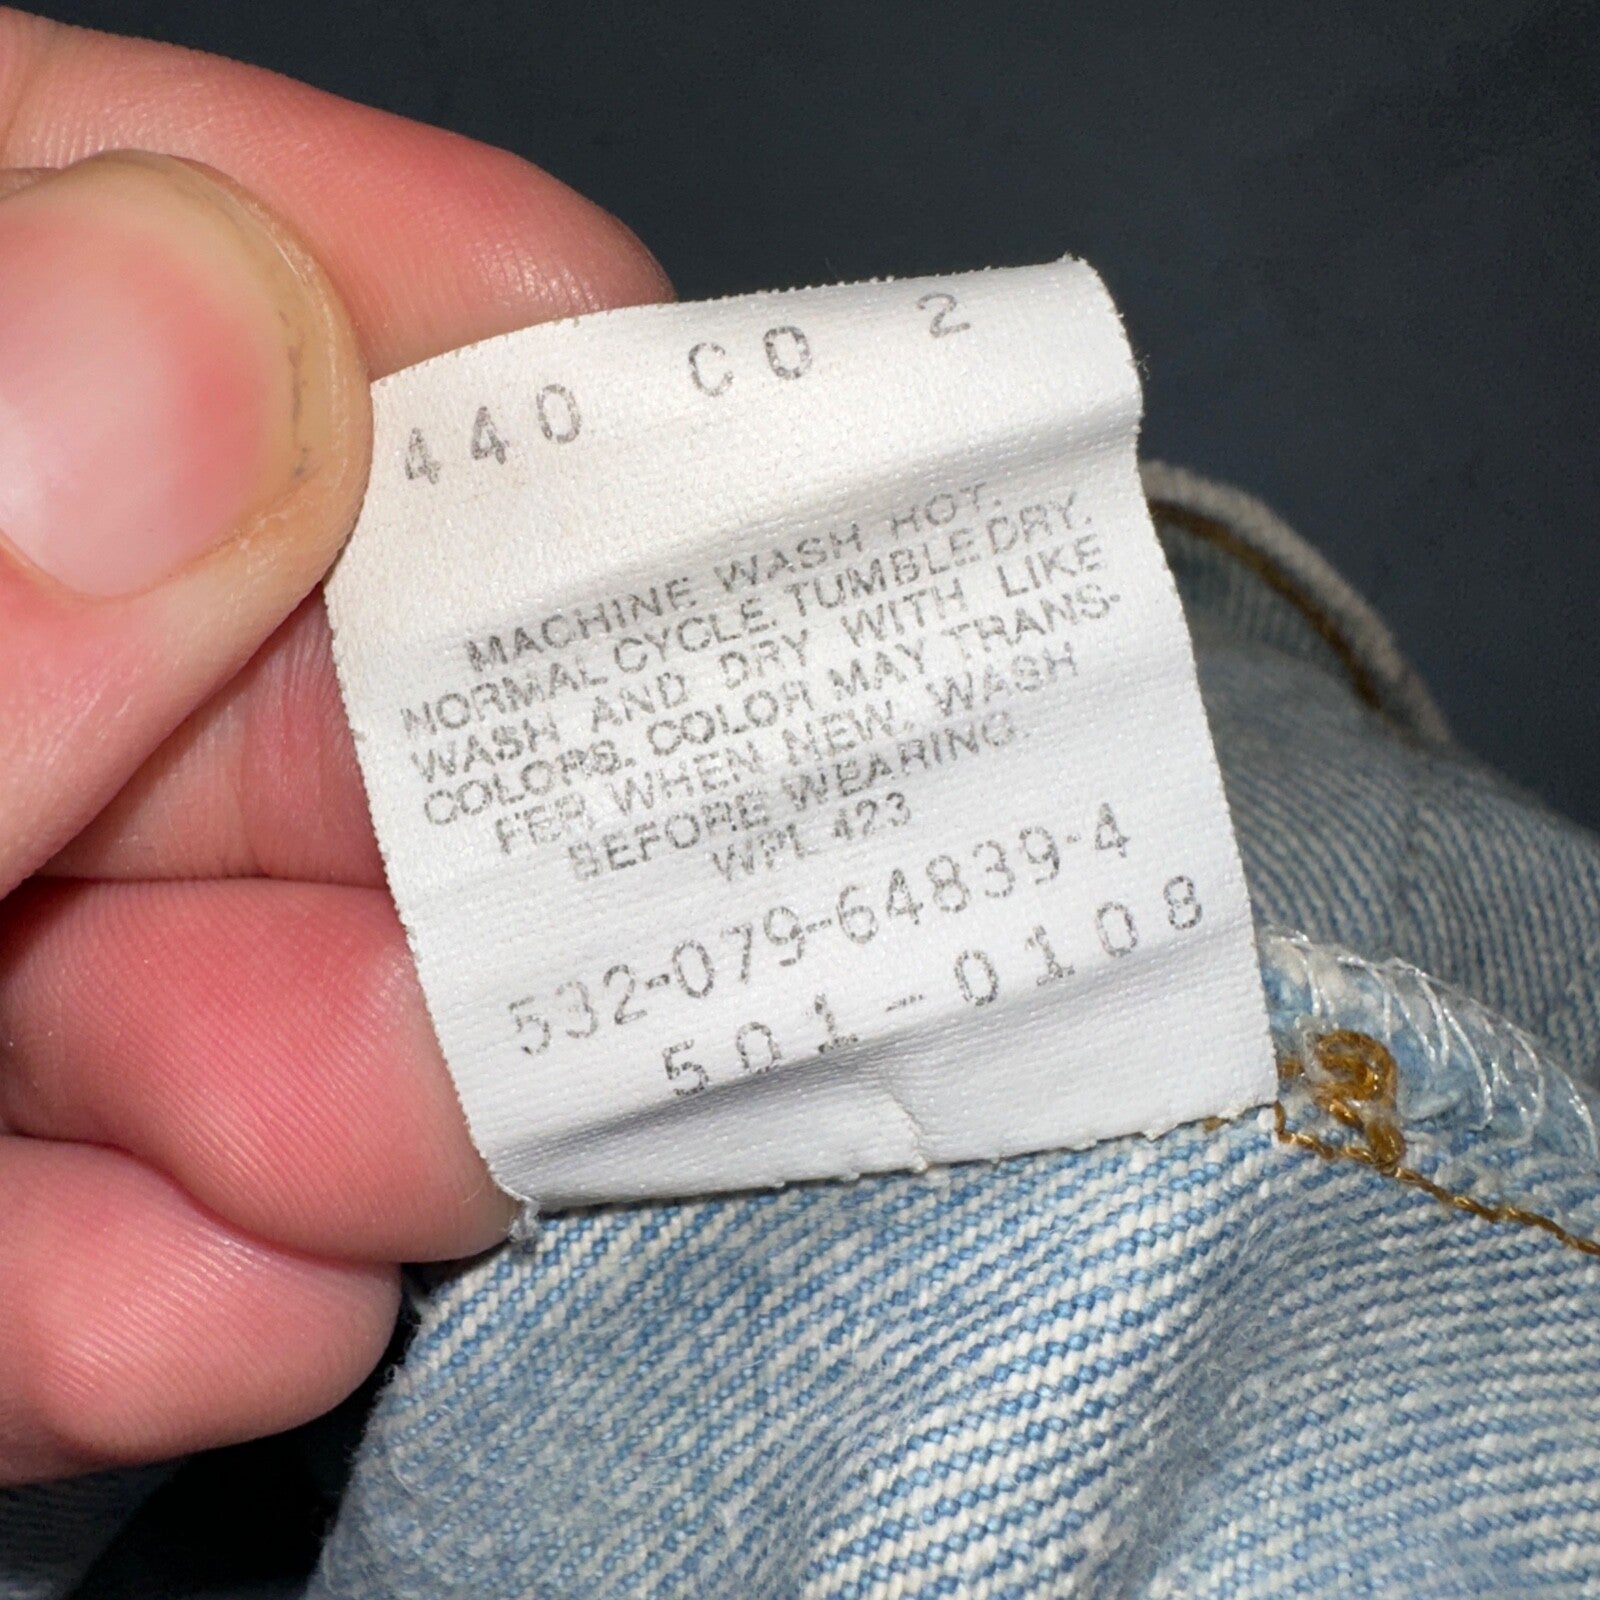 440 CO 2
MACHINE WASH HOT.
NORMAL CYCLE. TUMBLE DRY.
WASH AND DRY WITH LIKE
COLORS. COLOR MAY TRANS-
FER WHEN NEW. WASH
BEFORE WEARING.
WPL 423
532-079-64839-4
501-0108